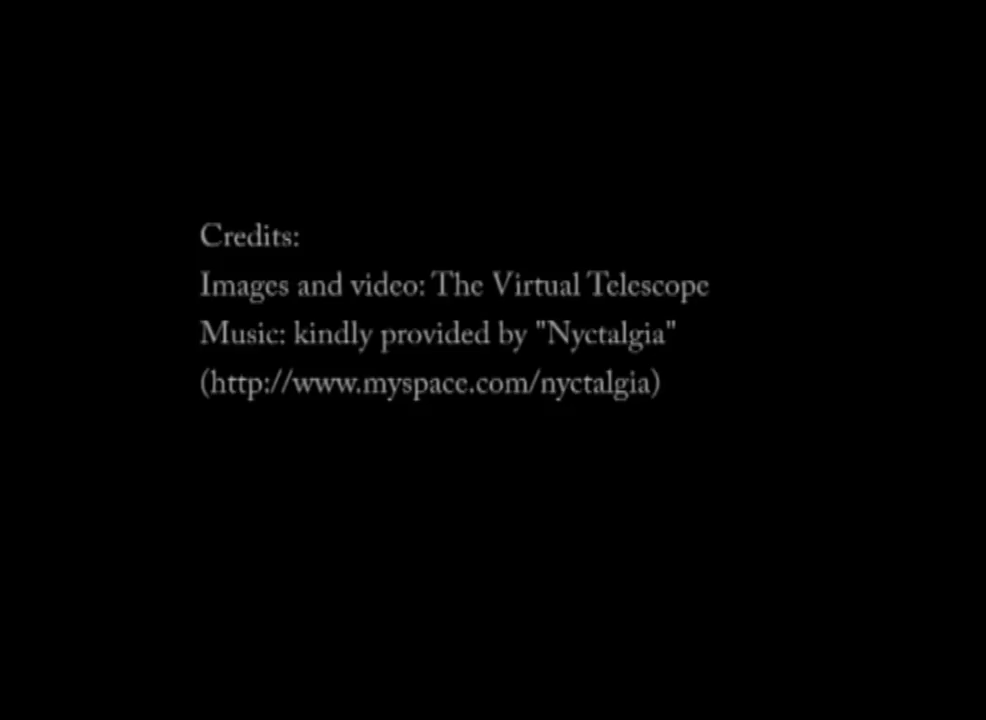 Credits:
Images and video: The Virtual Telescope
Music: kindly provided by "Nyctalgia"
(http://www.myspace.com/nyctalgia)